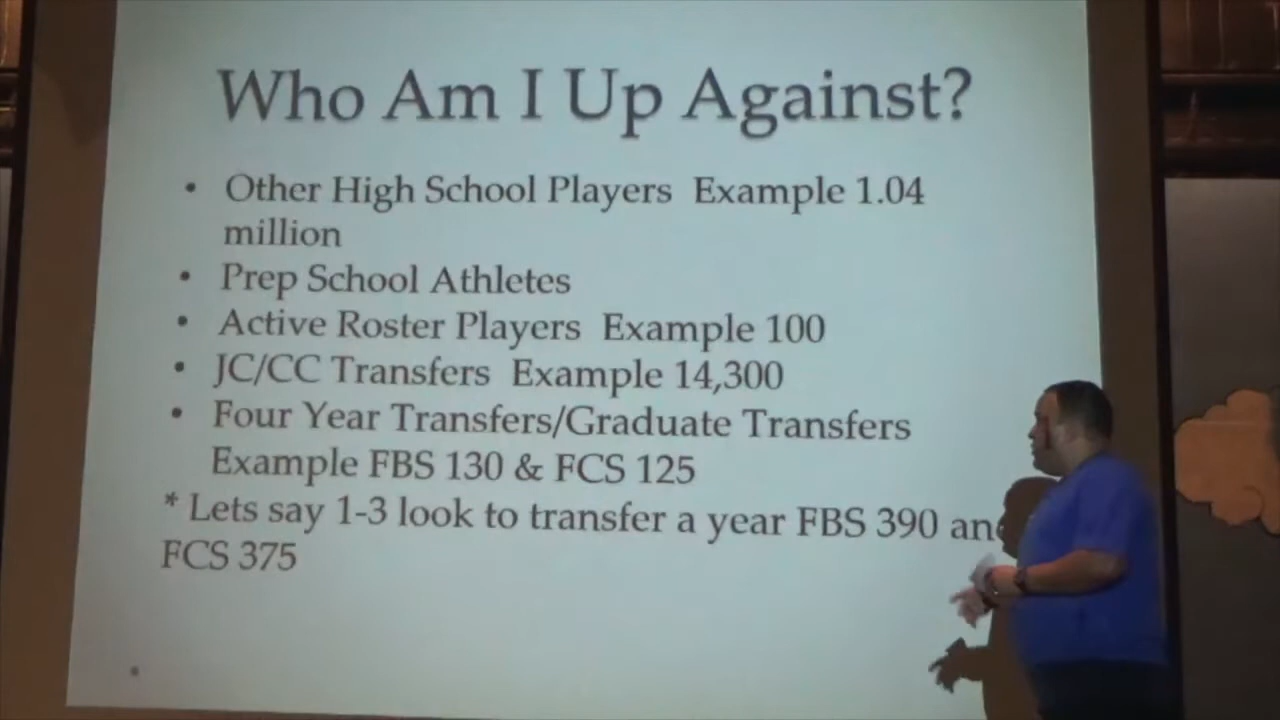 Who Am I Up Against?
• Other High School Players Example 1.04
million
• Prep School Athletes
• Active Roster Players Example 100
• JC/CC Transfers Example 14,300
• Four Year Transfers/Graduate Transfers
Example FBS 130 & FCS 125
* Lets say 1-3 look to transfer a year FBS 390 and
FCS 375